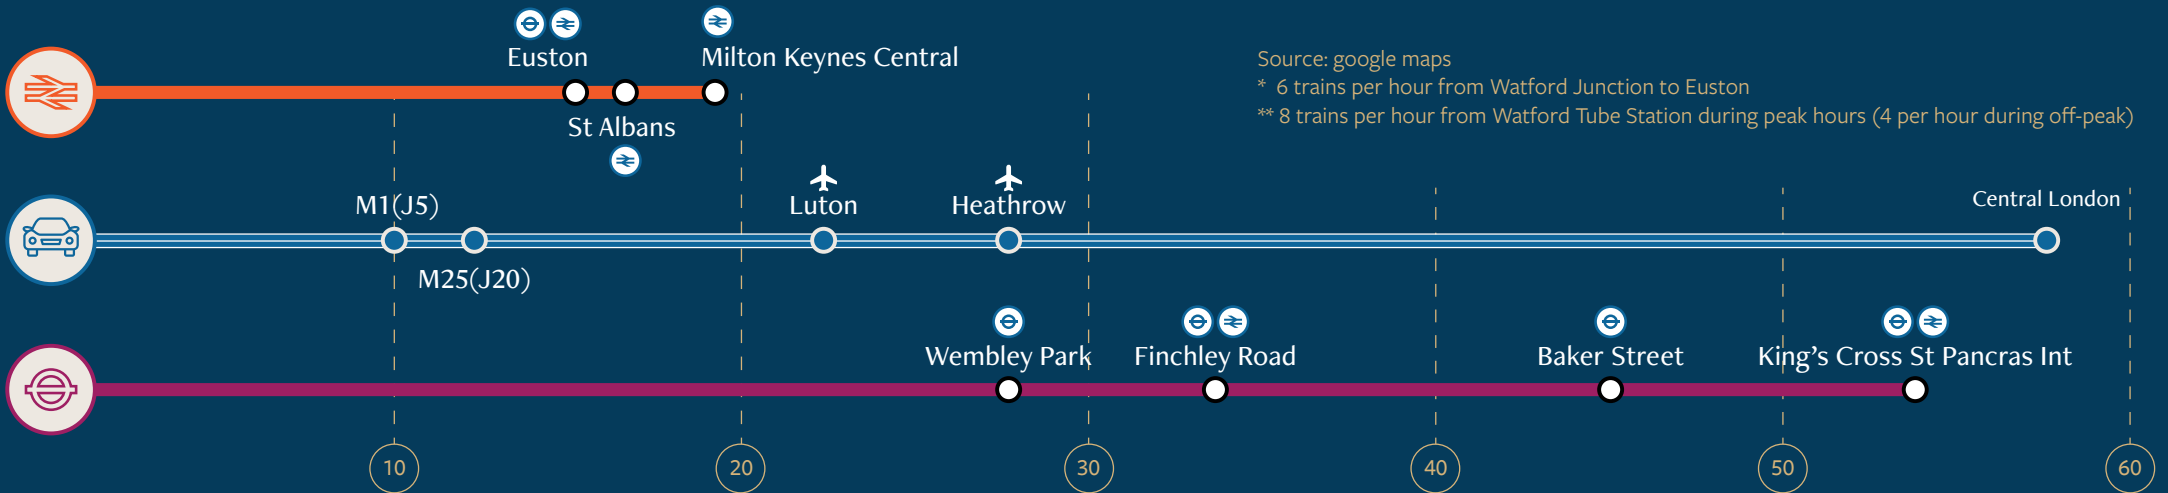 Euston
Milton Keynes Central
St Albans
Source: google maps
* 6 trains per hour from Watford Junction to Euston
** 8 trains per hour from Watford Tube Station during peak hours (4 per hour during off-peak)
M1(J5)
Luton
Heathrow
Central London
M25(J20)
Wembley Park
Finchley Road
Baker Street
King’s Cross St Pancras Int
10
20
30
40
50
60